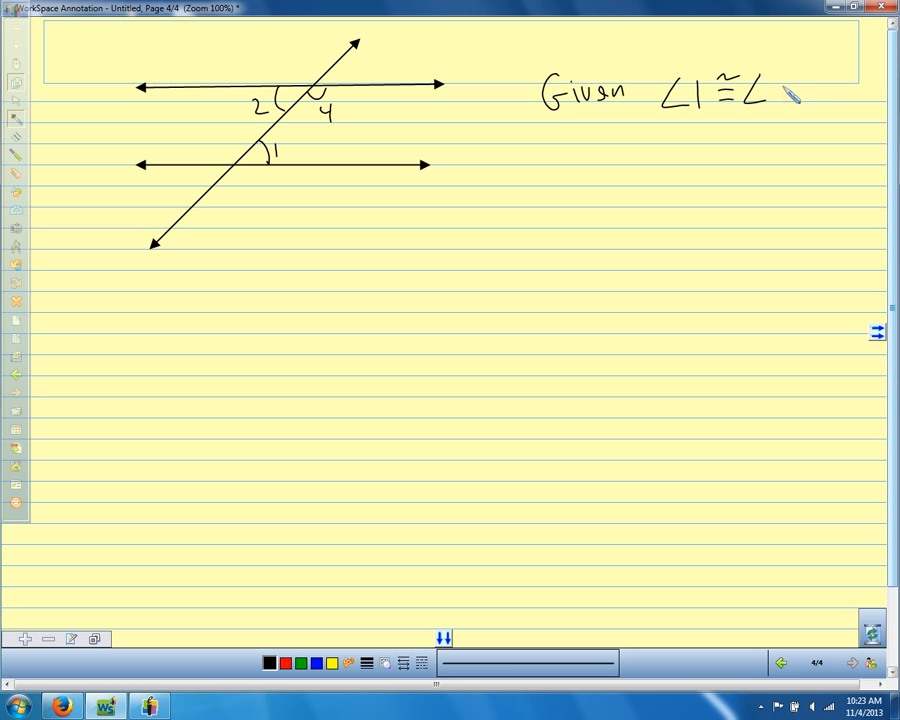 WorkSpace Annotation - Untitled, Page 4/4 (Zoom 100%) *
Given ∠1 ≅ ∠
2
4
1
4/4
10:23 AM
11/4/2013